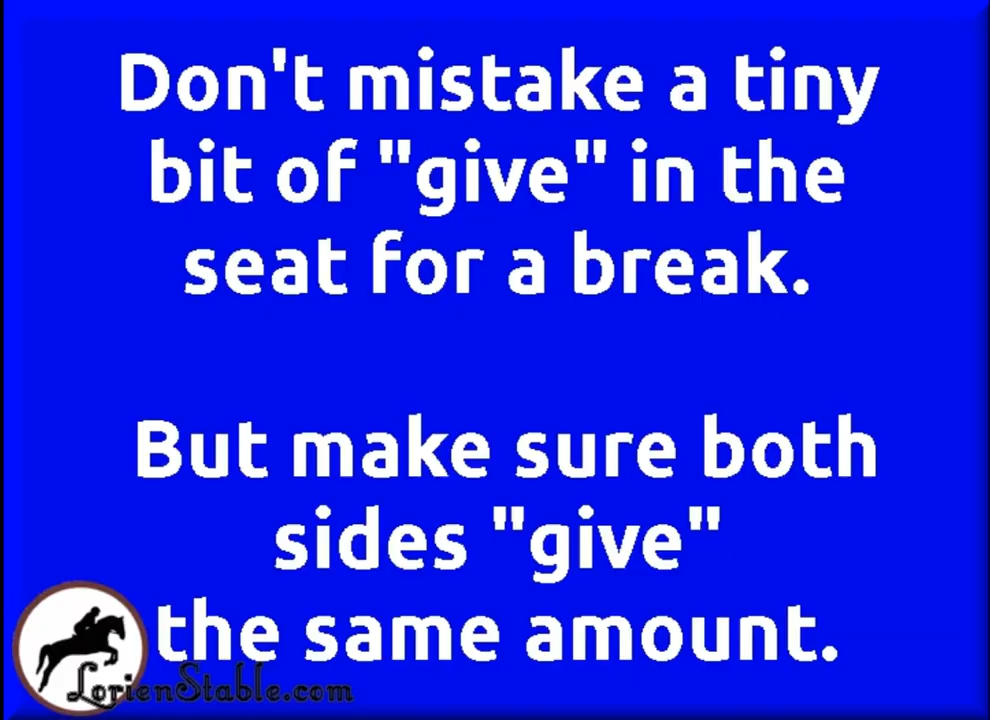 Don't mistake a tiny
bit of "give" in the
seat for a break.
But make sure both
sides "give"
the same amount.
LorienStable.com